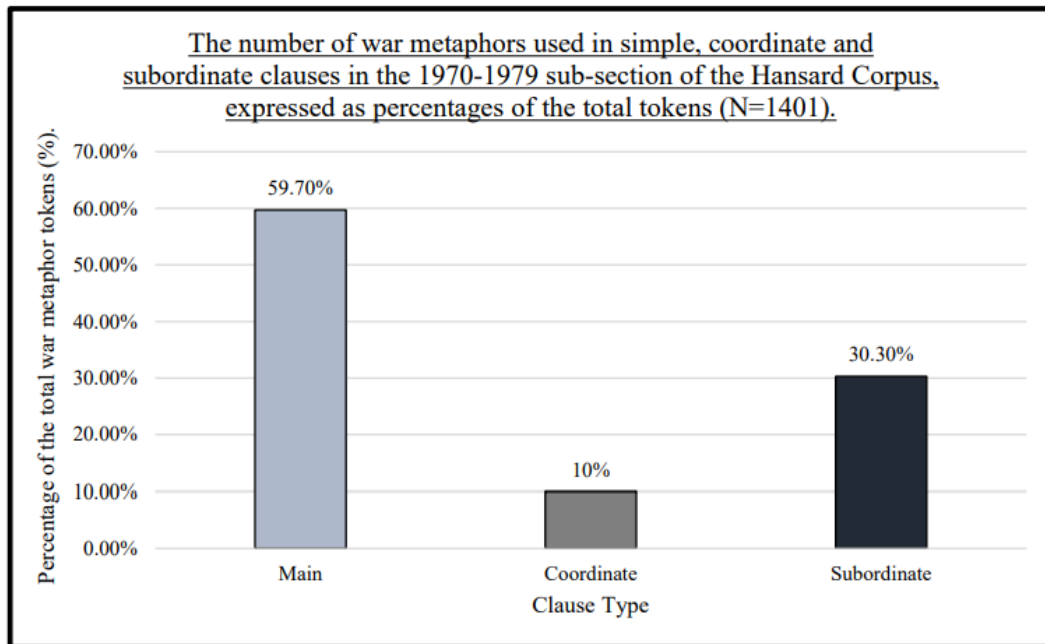 The number of war metaphors used in simple, coordinate and
subordinate clauses in the 1970-1979 sub-section of the Hansard Corpus,
expressed as percentages of the total tokens (N=1401).
Percentage of the total war metaphor tokens (%).
70.00%
60.00%
50.00%
40.00%
30.00%
20.00%
10.00%
0.00%
59.70%
10%
30.30%
Main
Coordinate
Subordinate
Clause Type